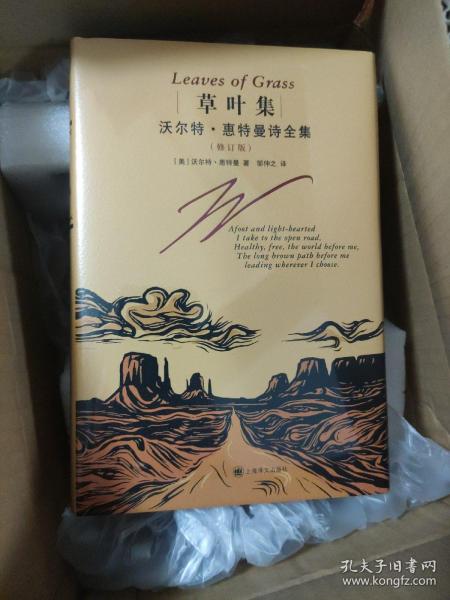 Leaves of Grass
草叶集
沃尔特·惠特曼诗全集
(修订版)
[美]沃尔特·惠特曼 著 邹仲之 译
W
Afoot and light-hearted
I take to the open road,
Healthy, free, the world before me,
The long brown path before me
leading wherever I choose.
上海译文出版社
孔夫子旧书网
www.kongfz.com